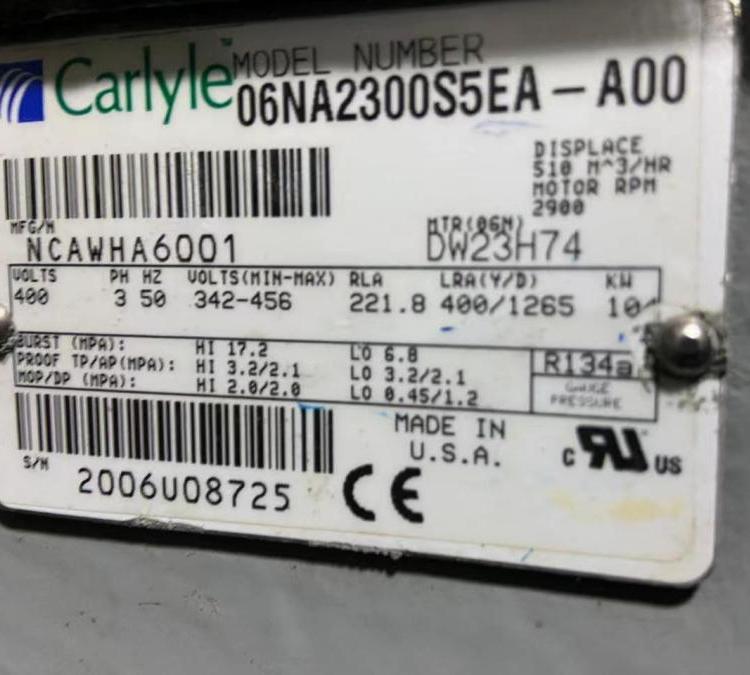 Carlyle™ MODEL NUMBER
06NA2300S5EA-A00
DISPLACE
510 M^3/HR
MOTOR RPM
2900
MFG/M
NCAWHA6001
MTR(06N)
DW23H74
VOLTS PH HZ VOLTS(MIN-MAX) RLA LRA(Y/D) KW
400 3 50 342-456 221.8 400/1265
BURST (MPA): HI 17.2 LO 6.8
PROOF TP/AP(MPA): HI 3.2/2.1 LO 3.2/2.1
MOP/DP (MPA): HI 2.0/2.0 LO 0.45/1.2
R134a
GAUGE
PRESSURE
MADE IN
U.S.A.
S/N
2006U08725
CE
C RU US